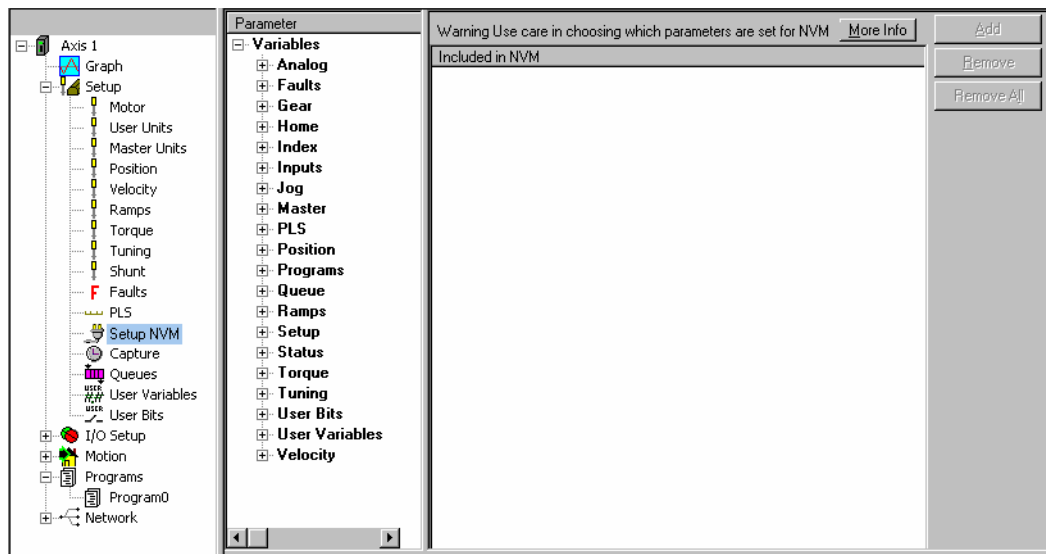 Axis 1
Graph
Setup
Motor
User Units
Master Units
Position
Velocity
Ramps
Torque
Tuning
Shunt
F Faults
PLS
Setup NVM
Capture
Queues
USER User Variables
USER User Bits
I/O Setup
Motion
Programs
Program0
Network
Parameter
Variables
Analog
Faults
Gear
Home
Index
Inputs
Jog
Master
PLS
Position
Programs
Queue
Ramps
Setup
Status
Torque
Tuning
User Bits
User Variables
Velocity
Warning Use care in choosing which parameters are set for NVM More Info
Included in NVM
Add
Remove
Remove All